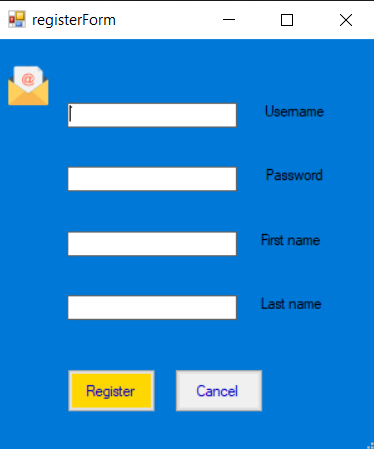 registerForm
@
Username
Password
First name
Last name
Register
Cancel